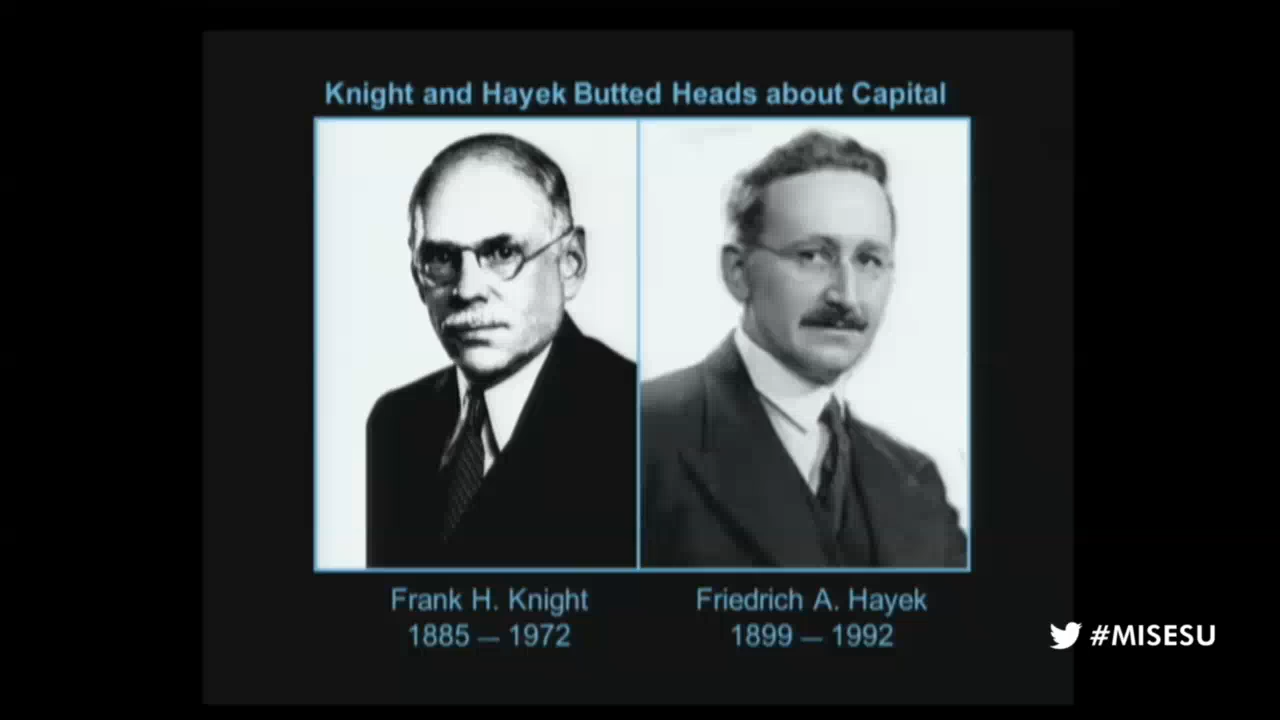 Knight and Hayek Butted Heads about Capital
Frank H. Knight
1885 — 1972
Friedrich A. Hayek
1899 — 1992
#MISESU